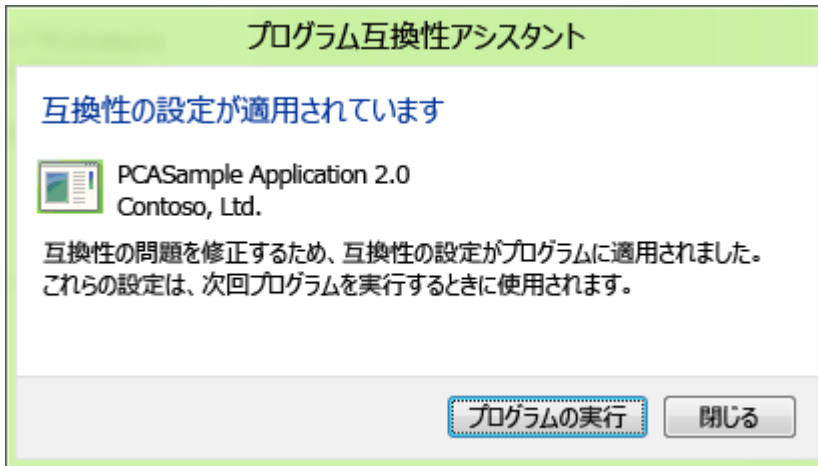 プログラム互換性アシスタント
互換性の設定が適用されています
PCASample Application 2.0
Contoso, Ltd.
互換性の問題を修正するため、互換性の設定がプログラムに適用されました。
これらの設定は、次回プログラムを実行するときに使用されます。
プログラムの実行
閉じる